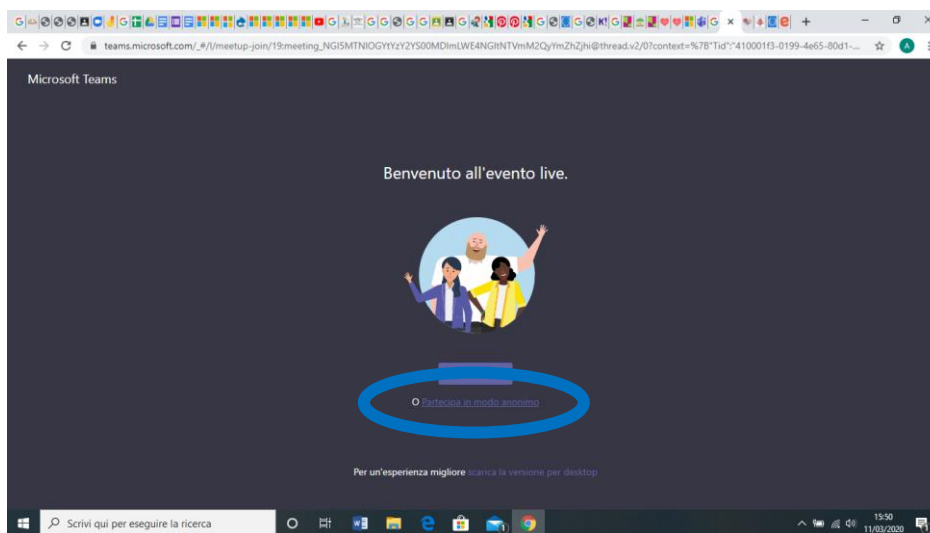 teams.microsoft.com/_#/l/meetup-join/19:meeting_NGI5MTNlOGYtYzY2YS00MDlmLWE4NGItNTVmM2QyYmZhZjhi@thread.v2/0?context=%7B"Tid":"410001f3-0199-4e65-80d1-...
A
Microsoft Teams
Benvenuto all'evento live.
O Partecipa in modo anonimo
Per un'esperienza migliore scarica la versione per desktop
Scrivi qui per eseguire la ricerca
15:50
11/03/2020